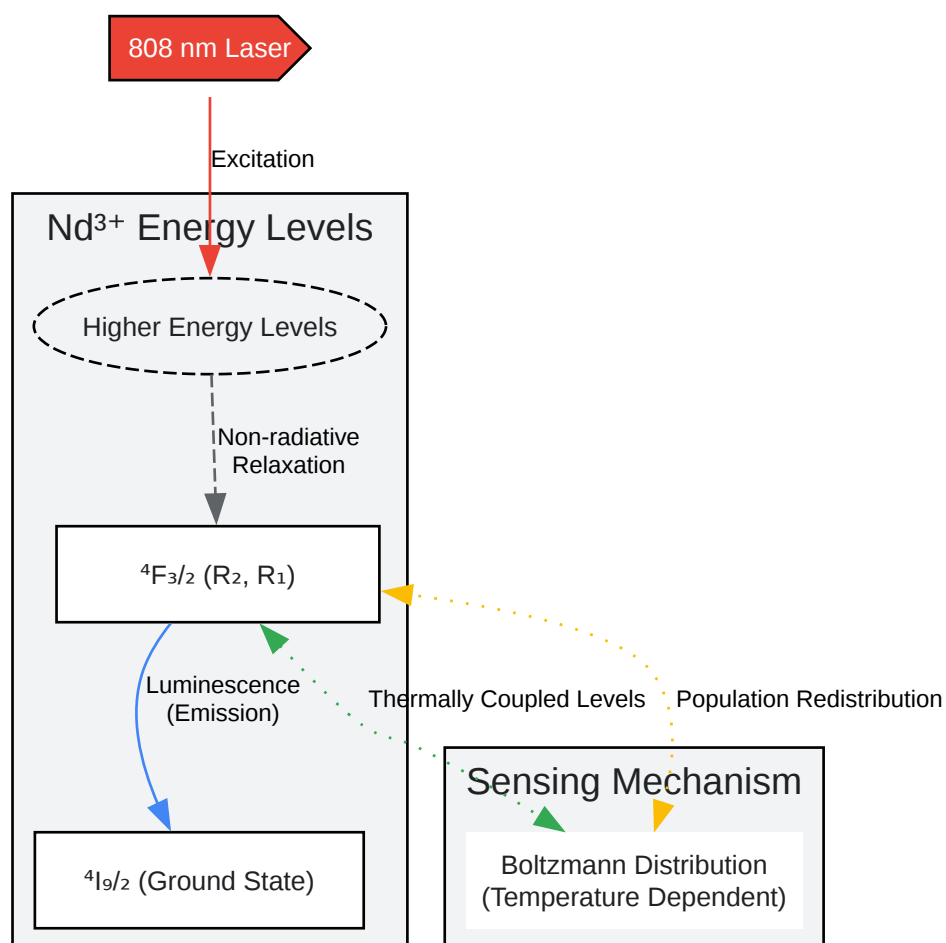 808 nm Laser
Excitation
Nd³⁺ Energy Levels
Higher Energy Levels
Non-radiative
Relaxation
⁴F₃/₂ (R₂, R₁)
Luminescence
(Emission)
Thermally Coupled Levels
Population Redistribution
Sensing Mechanism
⁴I₉/₂ (Ground State)
Boltzmann Distribution
(Temperature Dependent)